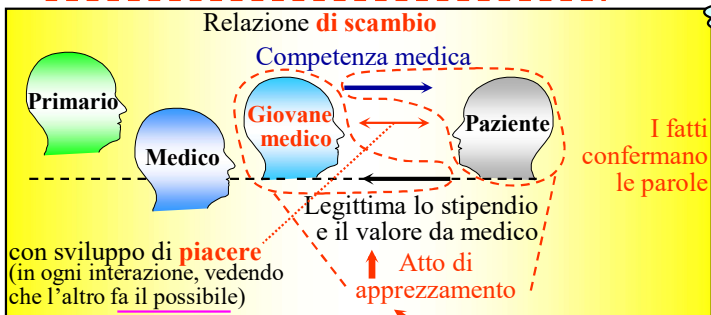 Relazione di scambio
Competenza medica
Primario
Medico
Giovane
medico
Paziente
I fatti
confermano
le parole
Legittima lo stipendio
e il valore da medico
con sviluppo di piacere
(in ogni interazione, vedendo
che l'altro fa il possibile)
Atto di
apprezzamento